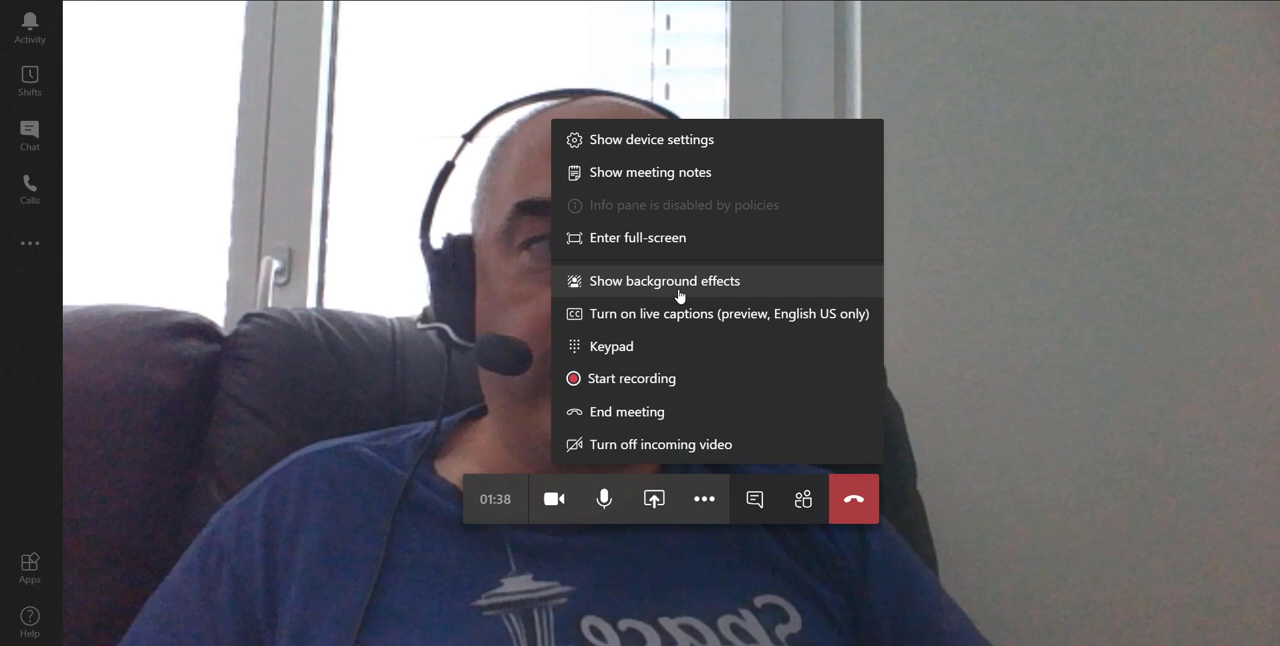 Activity
Shifts
Chat
Calls
Apps
Help
Show device settings
Show meeting notes
Info pane is disabled by policies
Enter full-screen
Show background effects
CC Turn on live captions (preview, English US only)
Keypad
Start recording
End meeting
Turn off incoming video
01:38
Space